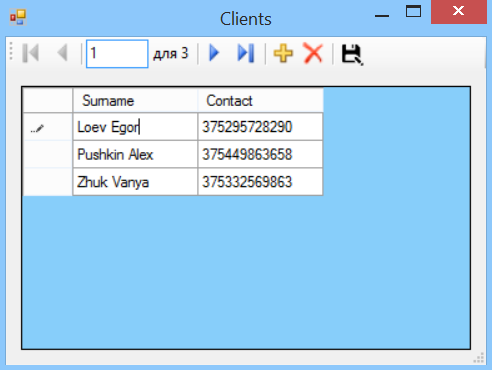 Clients
1 для 3
Surname Contact
Loev Egor 375295728290
Pushkin Alex 375449863658
Zhuk Vanya 375332569863